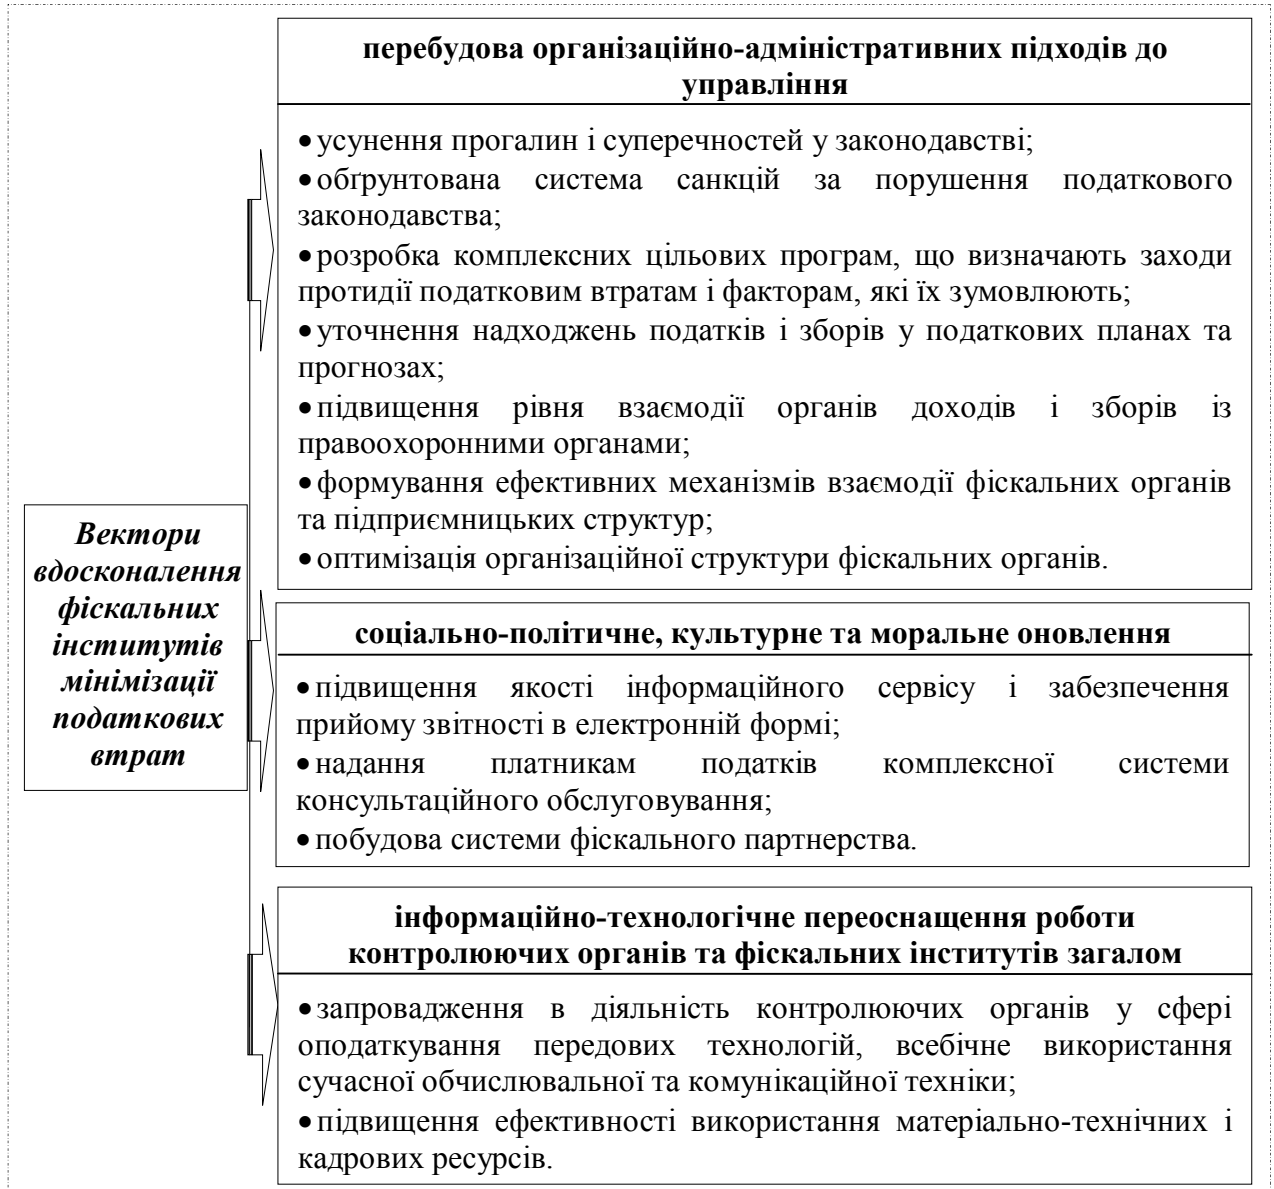 перебудова організаційно-адміністративних підходів до
управління
• усунення прогалин і суперечностей у законодавстві;
• обґрунтована система санкцій за порушення податкового
законодавства;
• розробка комплексних цільових програм, що визначають заходи
протидії податковим втратам і факторам, які їх зумовлюють;
• уточнення надходжень податків і зборів у податкових планах та
прогнозах;
• підвищення рівня взаємодії органів доходів і зборів із
правоохоронними органами;
• формування ефективних механізмів взаємодії фіскальних органів
та підприємницьких структур;
• оптимізація організаційної структури фіскальних органів.
Вектори
вдосконалення
фіскальних
інститутів
мінімізації
податкових
втрат
соціально-політичне, культурне та моральне оновлення
• підвищення якості інформаційного сервісу і забезпечення
прийому звітності в електронній формі;
• надання платникам податків комплексної системи
консультаційного обслуговування;
• побудова системи фіскального партнерства.
інформаційно-технологічне переоснащення роботи
контролюючих органів та фіскальних інститутів загалом
• запровадження в діяльність контролюючих органів у сфері
оподаткування передових технологій, всебічне використання
сучасної обчислювальної та комунікаційної техніки;
• підвищення ефективності використання матеріально-технічних і
кадрових ресурсів.